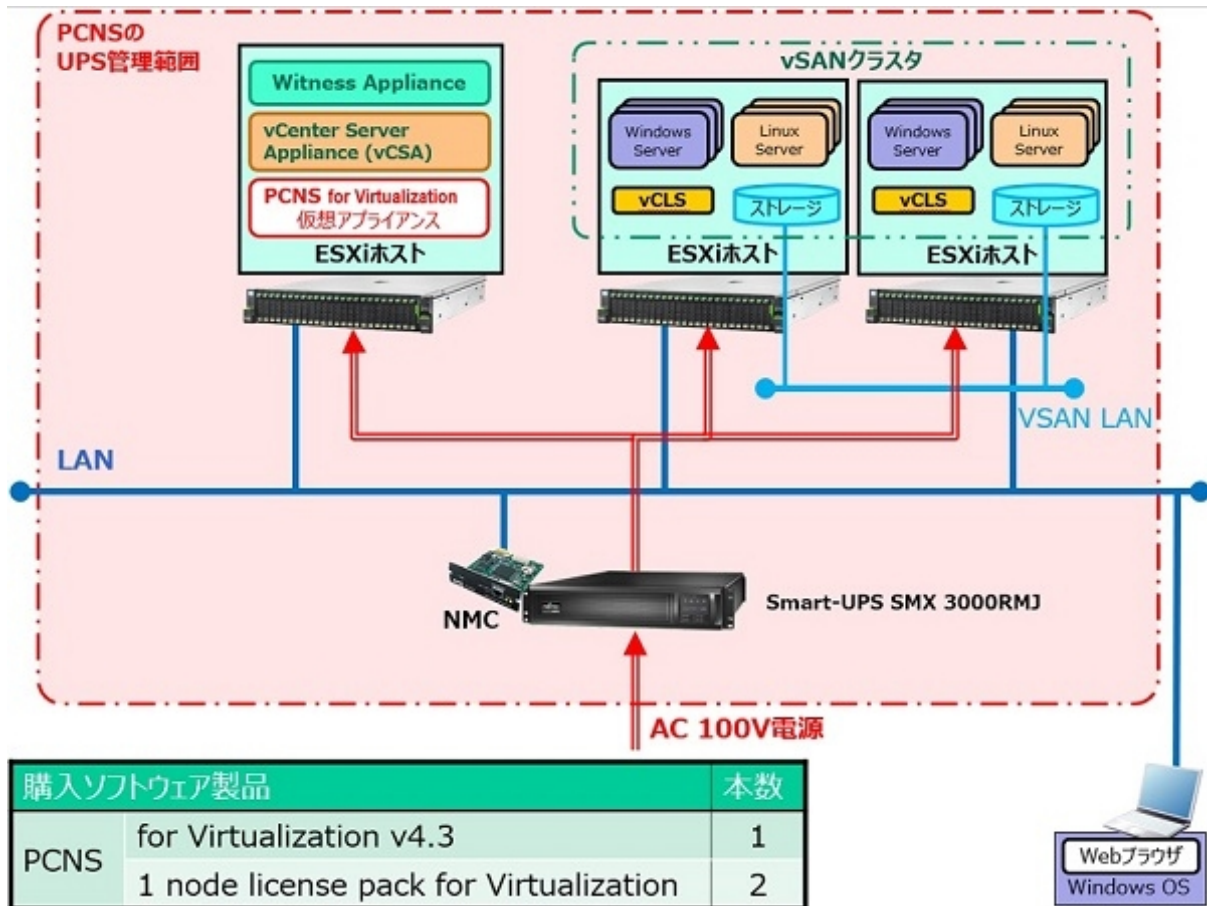 PCNSの
UPS管理範囲
Witness Appliance
vCenter Server
Appliance (vCSA)
PCNS for Virtualization
仮想アプライアンス
ESXiホスト
vSANクラスタ
Windows
Server
Linux
Server
vCLS
ストレージ
ESXiホスト
Windows
Server
Linux
Server
vCLS
ストレージ
ESXiホスト
VSAN LAN
LAN
NMC
Smart-UPS SMX 3000RMJ
AC 100V電源
購入ソフトウェア製品 本数
PCNS for Virtualization v4.3 1
1 node license pack for Virtualization 2
Webブラウザ
Windows OS